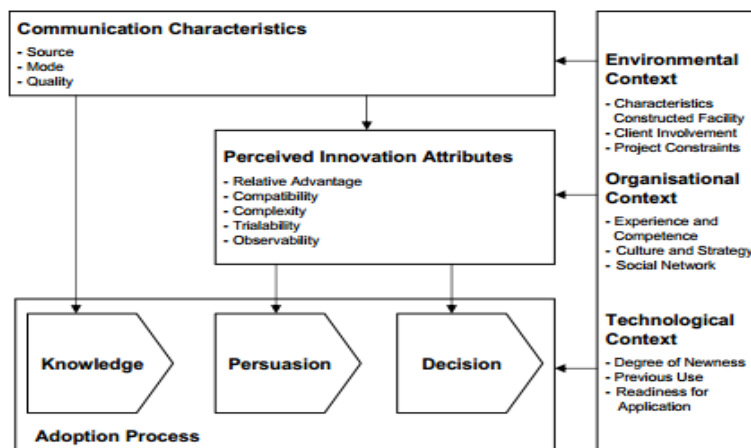 Communication Characteristics
- Source
- Mode
- Quality
Perceived Innovation Attributes
- Relative Advantage
- Compatibility
- Complexity
- Trialability
- Observability
Knowledge
Persuasion
Decision
Adoption Process
Environmental
Context
- Characteristics
Constructed Facility
- Client Involvement
- Project Constraints
Organisational
Context
- Experience and
Competence
- Culture and Strategy
- Social Network
Technological
Context
- Degree of Newness
- Previous Use
- Readiness for
Application